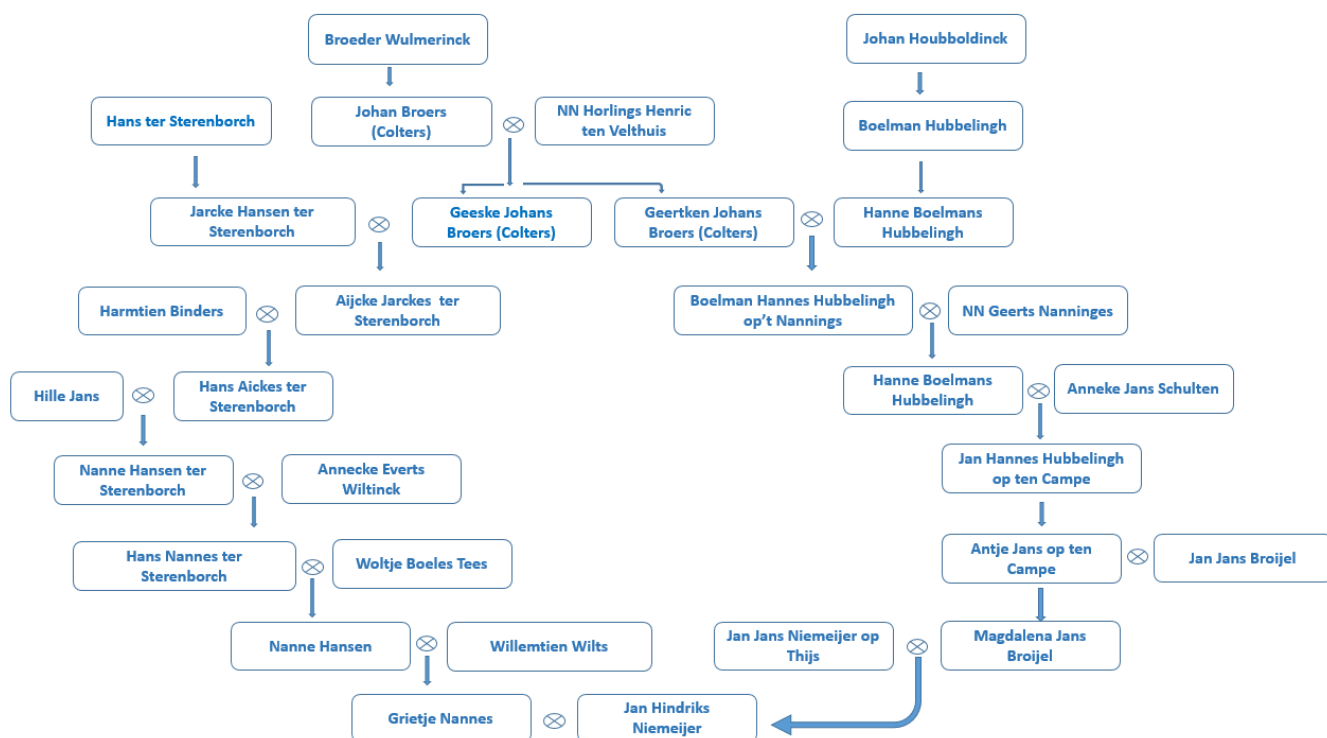 Broeder Wulmerinck
Johan Houbboldinck
Hans ter Sterenborch
Johan Broers
(Colters)
NN Horlings Henric
ten Velthuis
Boelman Hubbelingh
Jarcke Hansen ter
Sterenborch
Geeske Johans
Broers (Colters)
Geertken Johans
Broers (Colters)
Hanne Boelmans
Hubbelingh
Harmtien Binders
Aijcke Jarckes ter
Sterenborch
Boelman Hannes Hubbelingh
op't Nannings
NN Geerts Nanninges
Hille Jans
Hans Aickes ter
Sterenborch
Hanne Boelmans
Hubbelingh
Anneke Jans Schulten
Nanne Hansen ter
Sterenborch
Annecke Everts
Wiltinck
Jan Hannes Hubbelingh
op ten Campe
Hans Nannes ter
Sterenborch
Woltje Boeles Tees
Antje Jans op ten
Campe
Jan Jans Broijel
Nanne Hansen
Willemtien Wilts
Jan Jans Niemeijer op
Thijs
Magdalena Jans
Broijel
Grietje Nannes
Jan Hindriks
Niemeijer